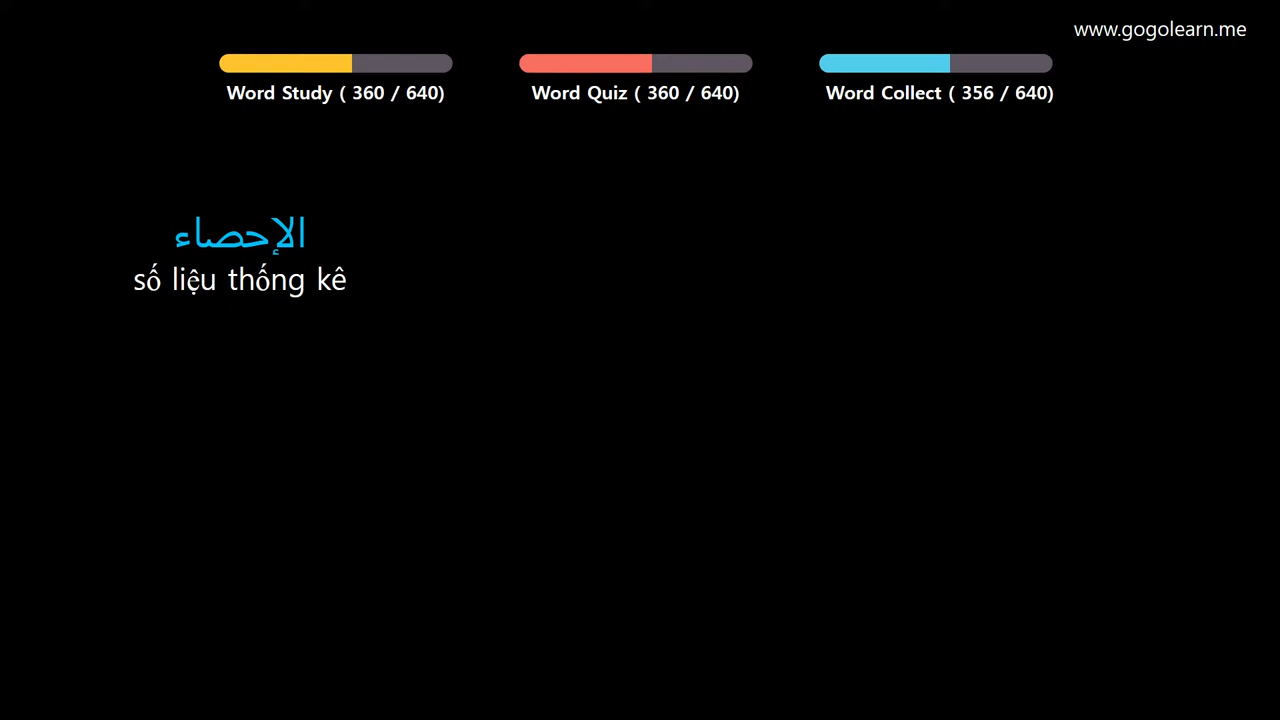 www.gogolearn.me
Word Study ( 360 / 640)
Word Quiz ( 360 / 640)
Word Collect ( 356 / 640)
الإحصاء
số liệu thống kê